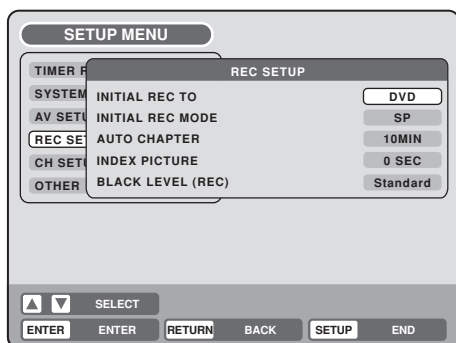 SETUP MENU
TIMER R
REC SETUP
SYSTEM
INITIAL REC TO DVD
AV SETU
INITIAL REC MODE SP
REC SET
AUTO CHAPTER 10MIN
CH SETU
INDEX PICTURE 0 SEC
OTHER
BLACK LEVEL (REC) Standard
SELECT
ENTER ENTER RETURN BACK SETUP END